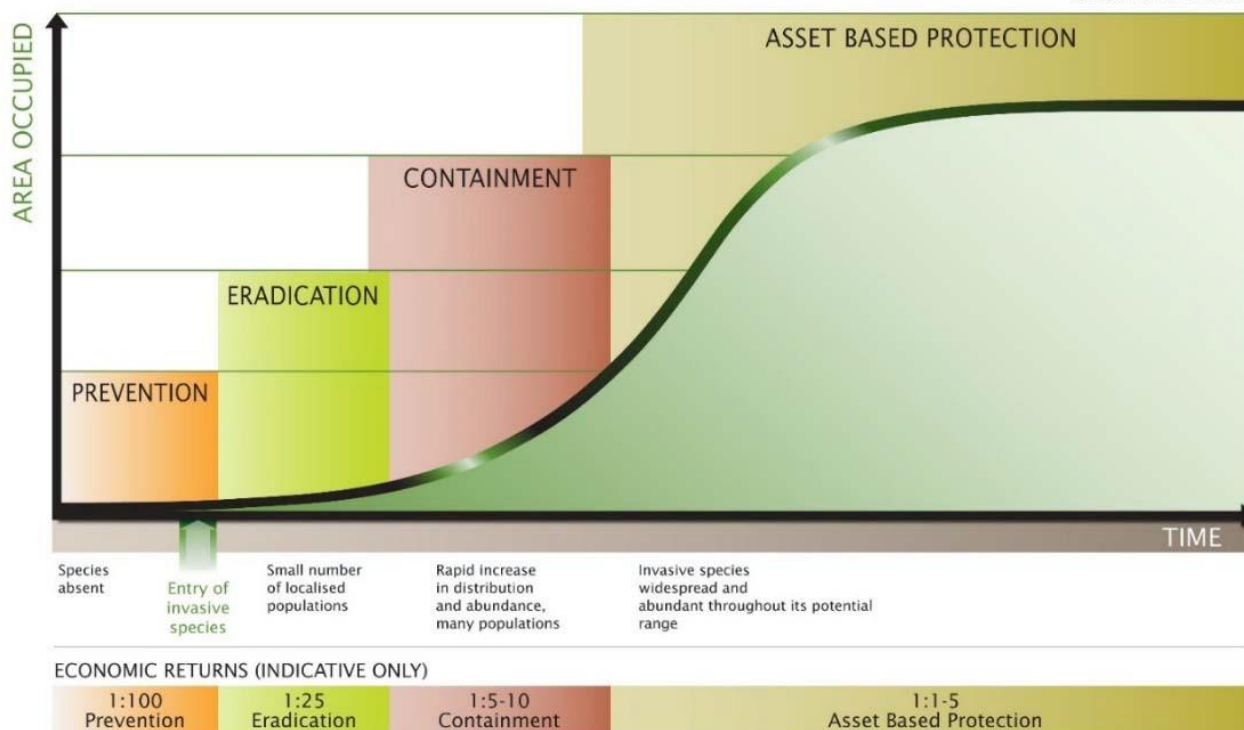 AREA OCCUPIED
ASSET BASED PROTECTION
CONTAINMENT
ERADICATION
PREVENTION
TIME
Species
absent
Entry of
invasive
species
Small number
of localised
populations
Rapid increase
in distribution
and abundance,
many populations
Invasive species
widespread and
abundant throughout its potential
range
ECONOMIC RETURNS (INDICATIVE ONLY)
1:100
Prevention
1:25
Eradication
1:5-10
Containment
1:1-5
Asset Based Protection